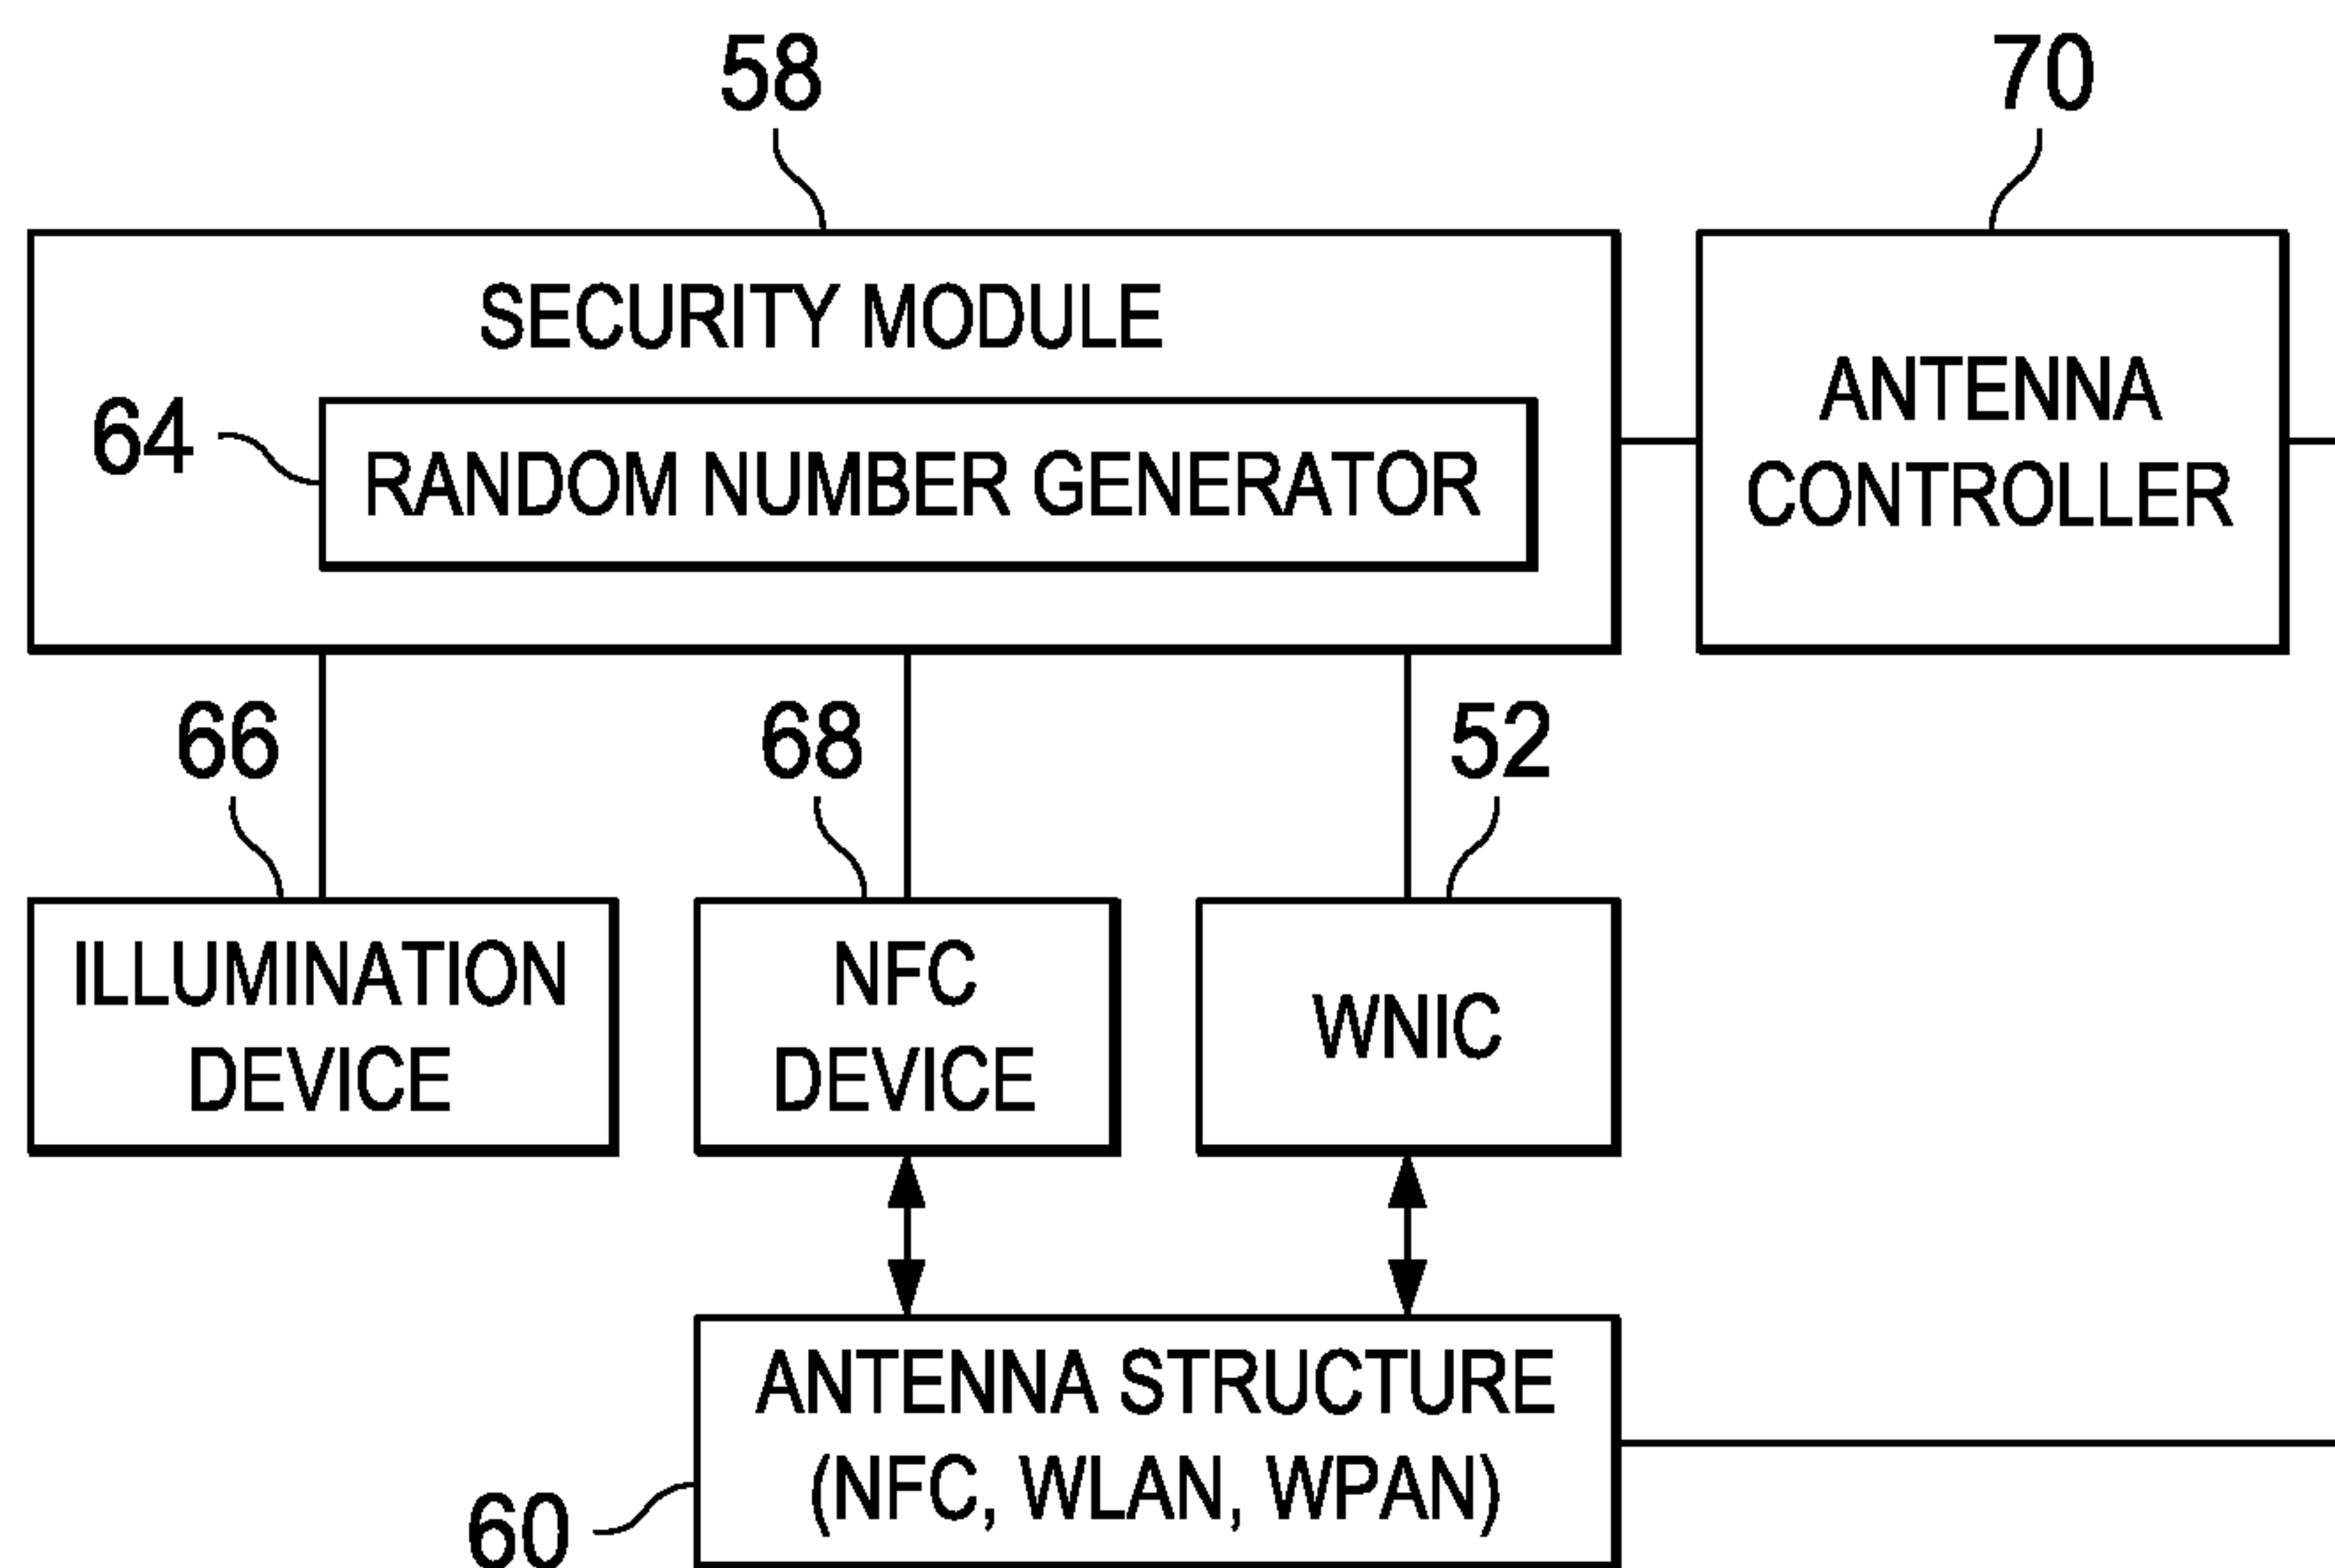 58
70
SECURITY MODULE
64
RANDOM NUMBER GENERATOR
ANTENNA
CONTROLLER
66
68
52
ILLUMINATION
DEVICE
NFC
DEVICE
WNIC
ANTENNA STRUCTURE
(NFC, WLAN, WPAN)
60